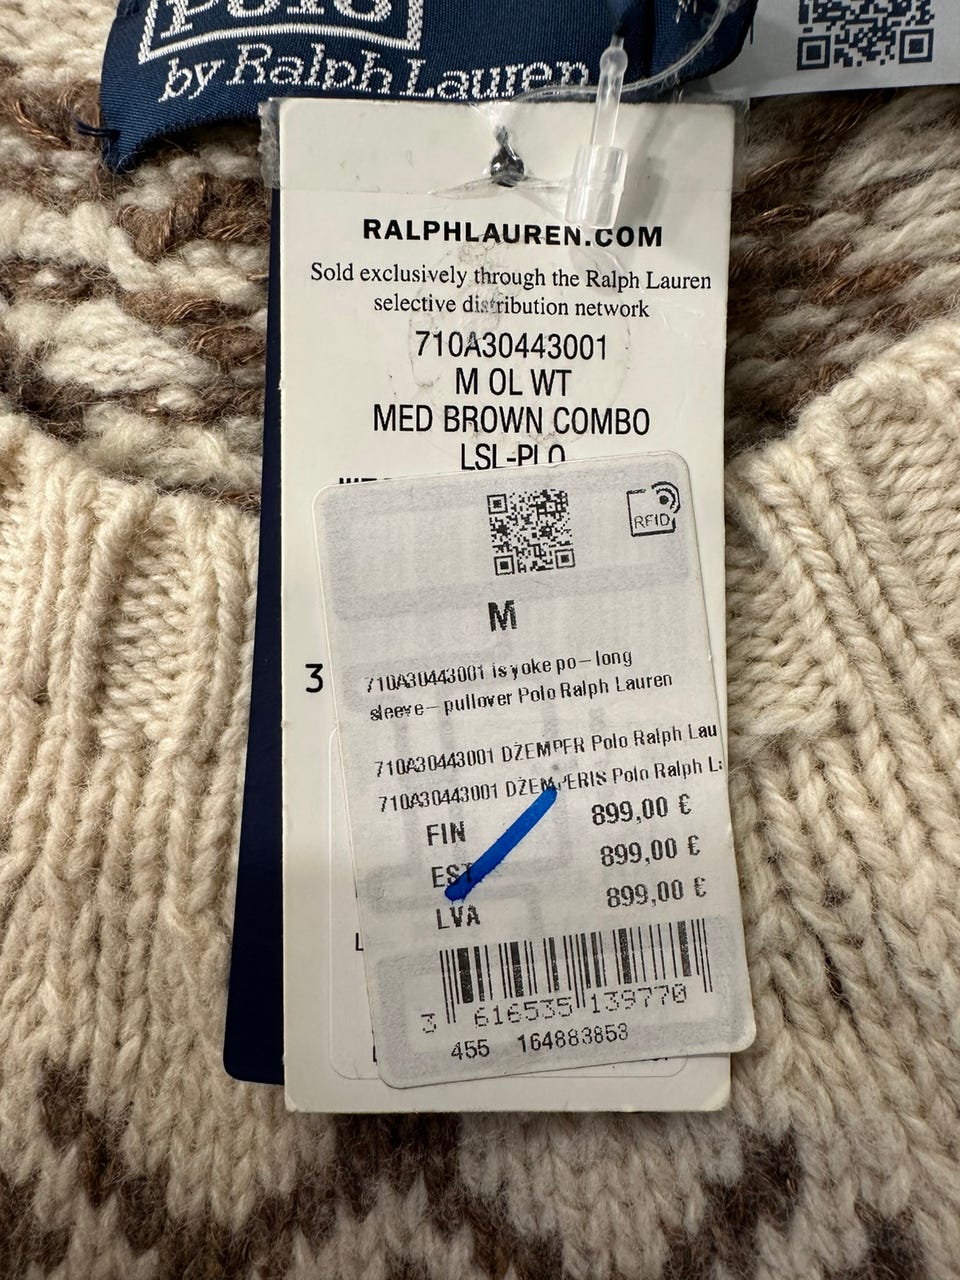 Polo
by Ralph Lauren
RALPHLAUREN.COM
Sold exclusively through the Ralph Lauren
selective distribution network
710A30443001
M OL WT
MED BROWN COMBO
LSL-PLO
RFID
M
3
710A30443001 is yoke po-long
sleeve-pullover Polo Ralph Lauren
710A30443001 DŽEMPER Polo Ralph Lau
710A30443001 DŽEMPERIS Polo Ralph L
FIN 899,00 €
EST 899,00 €
LVA 899,00 €
3 616535 139770
455 164883853